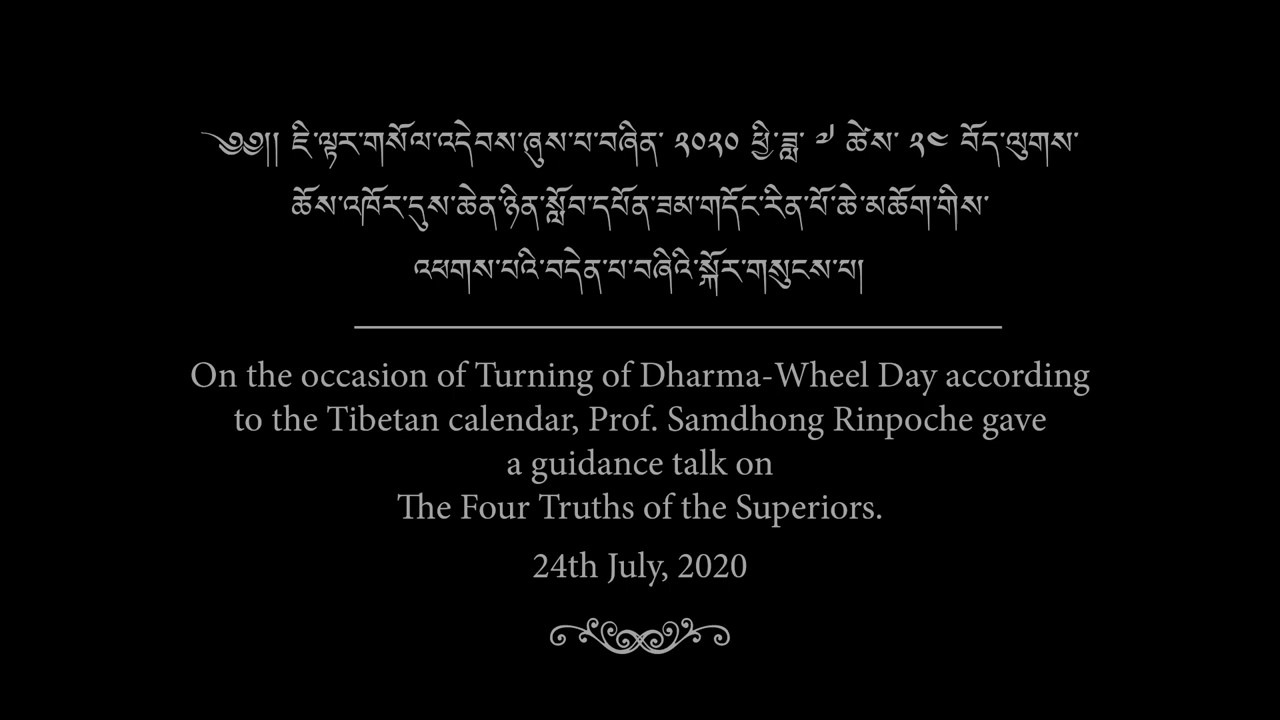 ༄༅།། ཇི་ལྟར་གསོལ་འདེབས་ཞུས་པ་བཞིན་ ༢༠༢༠ ཕྱི་ཟླ་ ༧ ཚེས་ ༢༤ བོད་ལུགས་
ཆོས་འཁོར་དུས་ཆེན་ཉིན་སློབ་དཔོན་ཟམ་གདོང་རིན་པོ་ཆེ་མཆོག་གིས་
འཕགས་པའི་བདེན་པ་བཞིའི་སྐོར་གསུངས་པ།
On the occasion of Turning of Dharma-Wheel Day according
to the Tibetan calendar, Prof. Samdhong Rinpoche gave
a guidance talk on
The Four Truths of the Superiors.
24th July, 2020